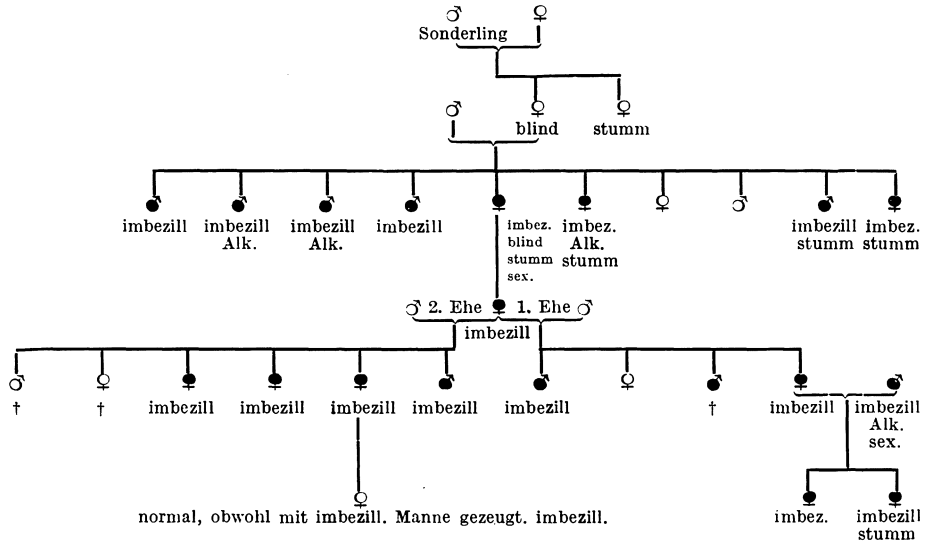 ♂ ♀
Sonderling
♂ ♀ ♀
blind stumm
♂ ♂ ♂ ♂ ♀ ♀ ♀ ♂ ♂ ♀
imbezill imbezill imbezill imbezill imbez. imbez. imbezill imbez.
Alk. Alk. blind Alk. stumm stumm
stumm stumm
sex.
♂ 2. Ehe ♀ 1. Ehe ♂
imbezill
♂ ♀ ♀ ♀ ♀ ♂ ♂ ♀ ♂ ♀ ♂
† † imbezill imbezill imbezill imbezill imbezill † imbezill imbezill
Alk.
sex.
♀ ♀ ♀
normal, obwohl mit imbezill. Manne gezeugt. imbezill. imbez. imbezill
stumm